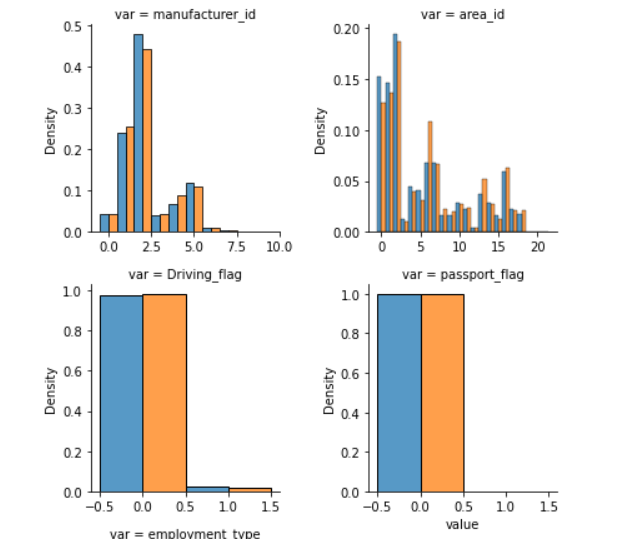 var = manufacturer_id
var = area_id
0.5
0.4
0.3
0.2
0.1
0.0
Density
0.0 2.5 5.0 7.5 10.0
0.20
0.15
0.10
0.05
0.00
Density
0 5 10 15 20
var = Driving_flag
var = passport_flag
1.0
0.8
0.6
0.4
0.2
0.0
Density
−0.5 0.0 0.5 1.0 1.5
1.0
0.8
0.6
0.4
0.2
0.0
Density
−0.5 0.0 0.5 1.0 1.5
value
var = employment_type